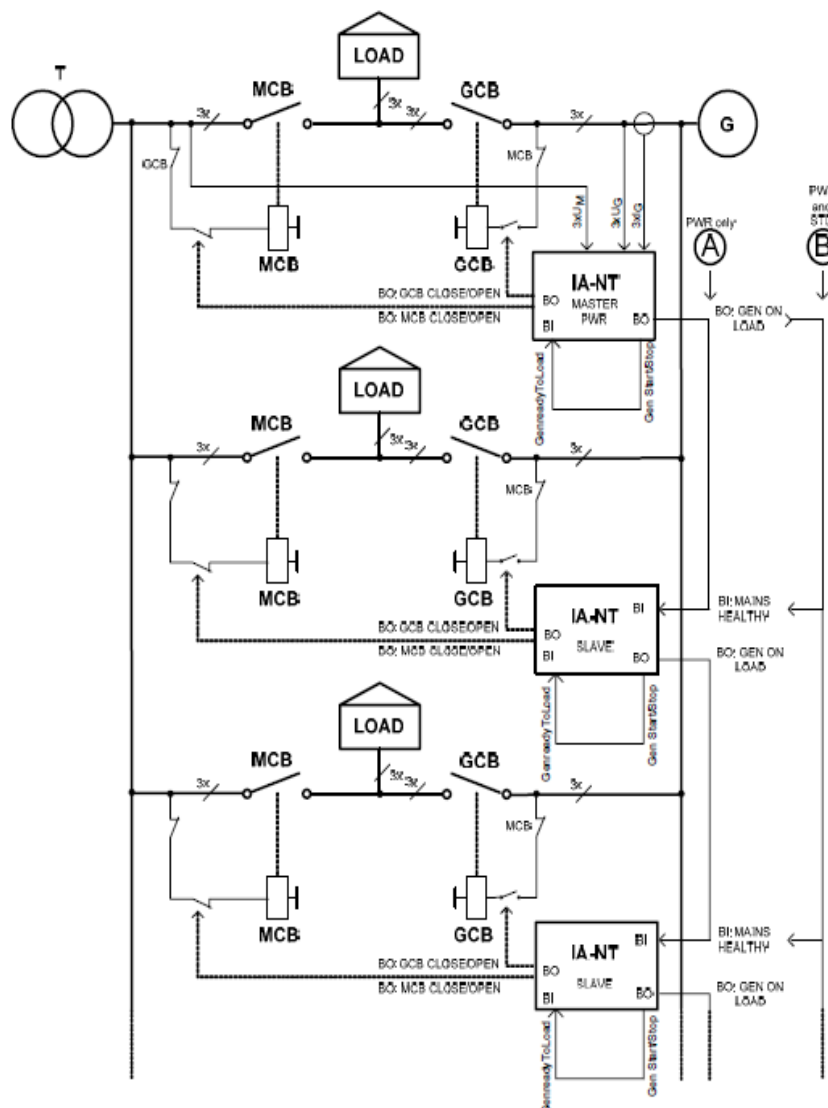 LOAD
T
MCB
GCB
3x
3x
3x
3x
G
GCB
MCB
3xUM
3xUG
3xIG
PWR only
A
PW
and
ST
B
MCB
GCB
IA-NT
MASTER
PWR
BO
BI
BO
BO: GCB CLOSE/OPEN
BO: MCB CLOSE/OPEN
BO: GEN ON
LOAD
GenreadyToLoad
Gen Start/Stop
LOAD
MCB
GCB
3x
3x
3x
3x
MCB
MCB
GCB
IA-NT
SLAVE
BI
BO
BI
BO
BO: GCB CLOSE/OPEN
BO: MCB CLOSE/OPEN
BI: MAINS
HEALTHY
BO: GEN ON
LOAD
GenreadyToLoad
Gen Start/Stop
LOAD
MCB
GCB
3x
3x
3x
3x
MCB
MCB
GCB
IA-NT
SLAVE
BI
BO
BI
BO
BO: GCB CLOSE/OPEN
BO: MCB CLOSE/OPEN
BI: MAINS
HEALTHY
BO: GEN ON
LOAD
GenreadyToLoad
Gen Start/Stop